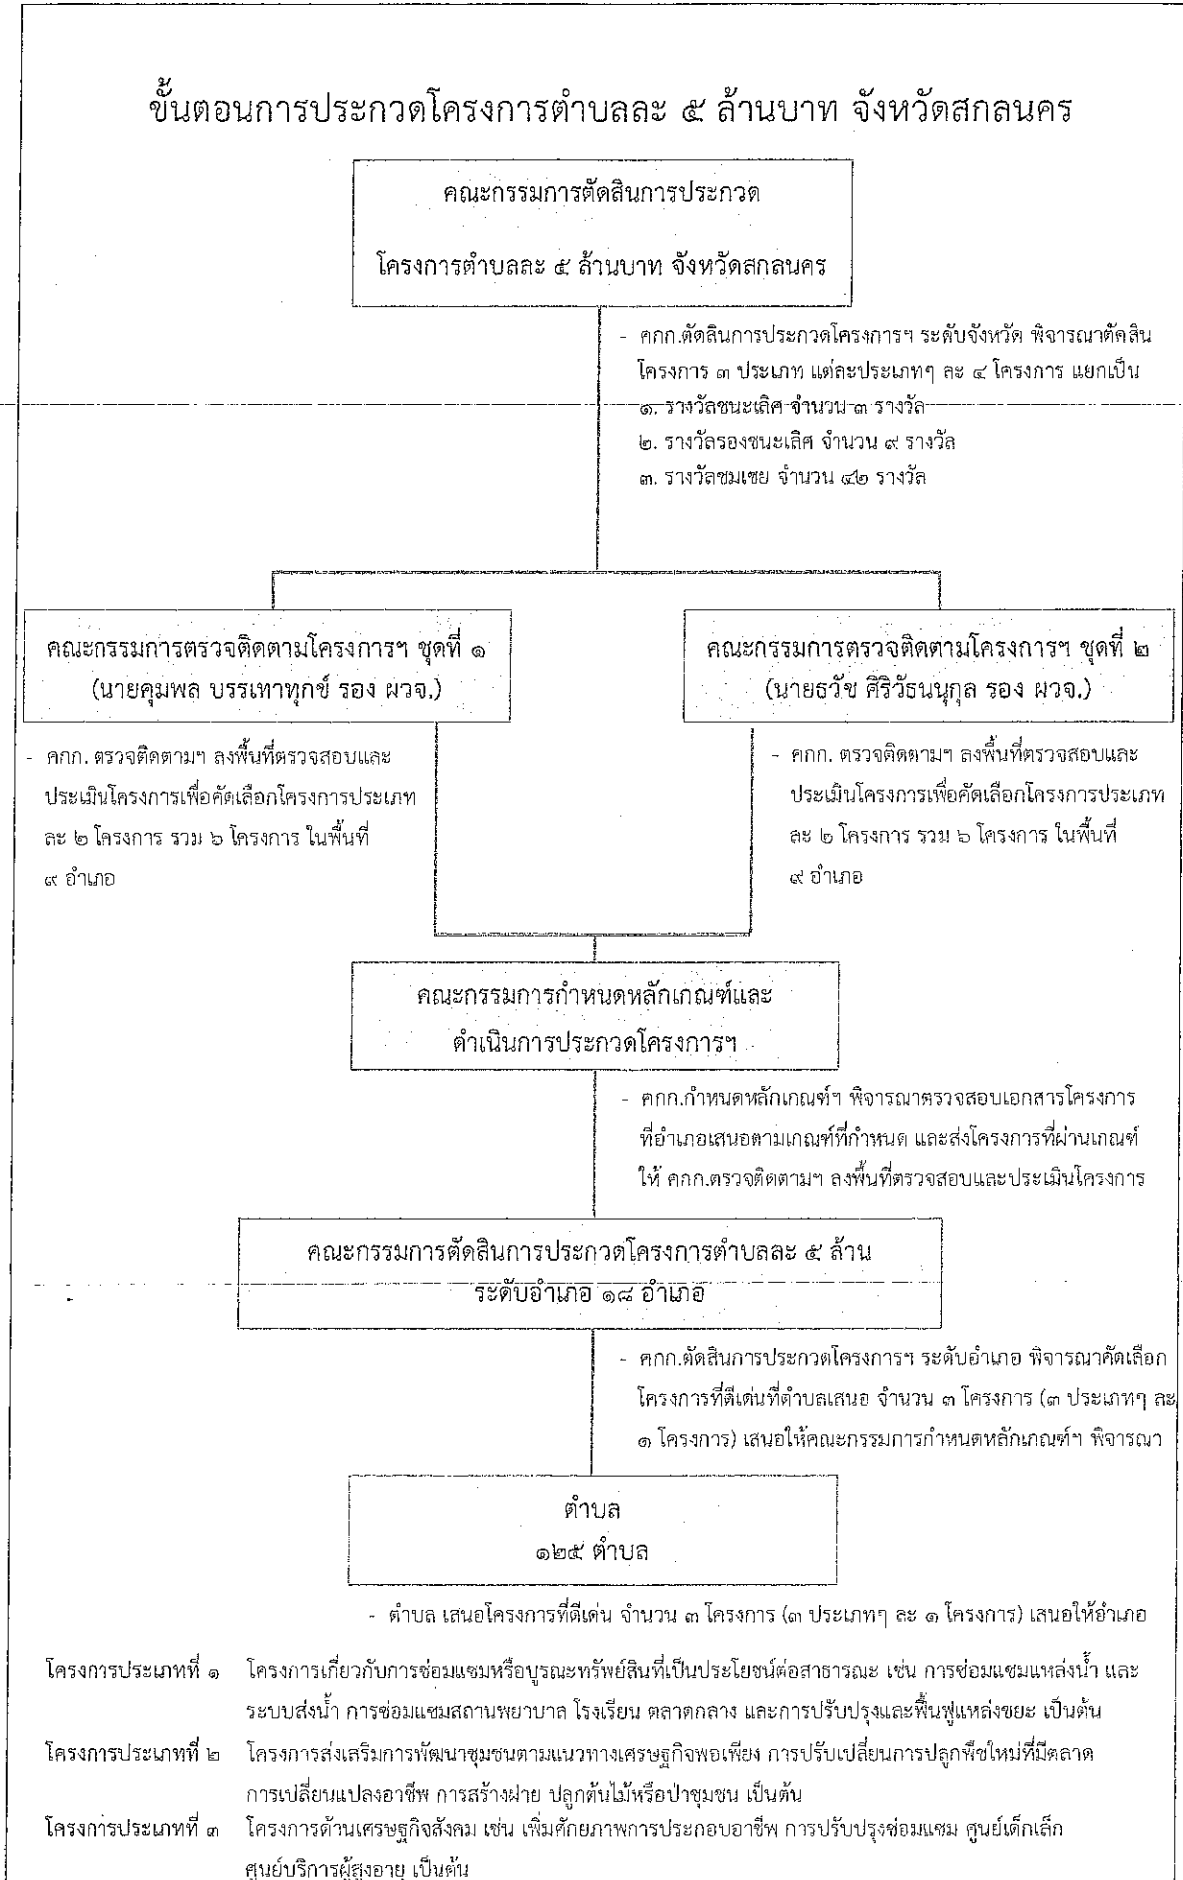 ขั้นตอนการประกวดโครงการตำบลละ ๕ ล้านบาท จังหวัดสกลนคร
คณะกรรมการตัดสินการประกวด
โครงการตำบลละ ๕ ล้านบาท จังหวัดสกลนคร
- คกก.ตัดสินการประกวดโครงการฯ ระดับจังหวัด พิจารณาตัดสิน
โครงการ ๓ ประเภท แต่ละประเภทๆ ละ ๔ โครงการ แยกเป็น
๑. รางวัลชนะเลิศ จำนวน ๓ รางวัล
๒. รางวัลรองชนะเลิศ จำนวน ๙ รางวัล
๓. รางวัลชมเชย จำนวน ๔๒ รางวัล
คณะกรรมการตรวจติดตามโครงการฯ ชุดที่ ๑
(นายคุมพล บรรเทาทุกข์ รอง ผวจ.)
- คกก. ตรวจติดตามฯ ลงพื้นที่ตรวจสอบและ
ประเมินโครงการเพื่อคัดเลือกโครงการประเภท
ละ ๒ โครงการ รวม ๖ โครงการ ในพื้นที่
๙ อำเภอ
คณะกรรมการตรวจติดตามโครงการฯ ชุดที่ ๒
(นายธวัช ศิริวัธนนุกูล รอง ผวจ.)
- คกก. ตรวจติดตามฯ ลงพื้นที่ตรวจสอบและ
ประเมินโครงการเพื่อคัดเลือกโครงการประเภท
ละ ๒ โครงการ รวม ๖ โครงการ ในพื้นที่
๙ อำเภอ
คณะกรรมการกำหนดหลักเกณฑ์และ
ดำเนินการประกวดโครงการฯ
- คกก.กำหนดหลักเกณฑ์ฯ พิจารณาตรวจสอบเอกสารโครงการ
ที่อำเภอเสนอตามเกณฑ์ที่กำหนด และส่งโครงการที่ผ่านเกณฑ์
ให้ คกก.ตรวจติดตามฯ ลงพื้นที่ตรวจสอบและประเมินโครงการ
คณะกรรมการตัดสินการประกวดโครงการตำบลละ ๕ ล้าน
ระดับอำเภอ ๑๘ อำเภอ
- คกก.ตัดสินการประกวดโครงการฯ ระดับอำเภอ พิจารณาคัดเลือก
โครงการที่ดีเด่นที่ตำบลเสนอ จำนวน ๓ โครงการ (๓ ประเภทๆ ละ
๑ โครงการ) เสนอให้คณะกรรมการกำหนดหลักเกณฑ์ฯ พิจารณา
ตำบล
๑๒๕ ตำบล
- ตำบล เสนอโครงการที่ดีเด่น จำนวน ๓ โครงการ (๓ ประเภทๆ ละ ๑ โครงการ) เสนอให้อำเภอ
โครงการประเภทที่ ๑ โครงการเกี่ยวกับการซ่อมแซมหรือบูรณะทรัพย์สินที่เป็นประโยชน์ต่อสาธารณะ เช่น การซ่อมแซมแหล่งน้ำ และ
ระบบส่งน้ำ การซ่อมแซมสถานพยาบาล โรงเรียน ตลาดกลาง และการปรับปรุงและฟื้นฟูแหล่งขยะ เป็นต้น
โครงการประเภทที่ ๒ โครงการส่งเสริมการพัฒนาชุมชนตามแนวทางเศรษฐกิจพอเพียง การปรับเปลี่ยนการปลูกพืชใหม่ที่มีตลาด
การเปลี่ยนแปลงอาชีพ การสร้างฝาย ปลูกต้นไม้หรือป่าชุมชน เป็นต้น
โครงการประเภทที่ ๓ โครงการด้านเศรษฐกิจสังคม เช่น เพิ่มศักยภาพการประกอบอาชีพ การปรับปรุงซ่อมแซม ศูนย์เด็กเล็ก
ศูนย์บริการผู้สูงอายุ เป็นต้น